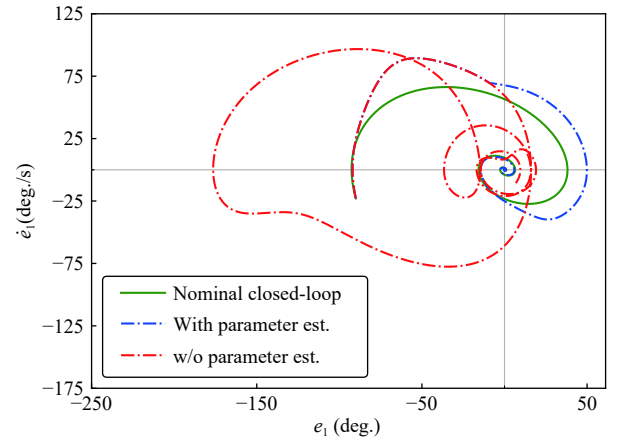 125
75
25
−25
−75
−125
−175
ė₁(deg./s)
Nominal closed-loop
With parameter est.
w/o parameter est.
−250
−150
−50
50
e₁ (deg.)